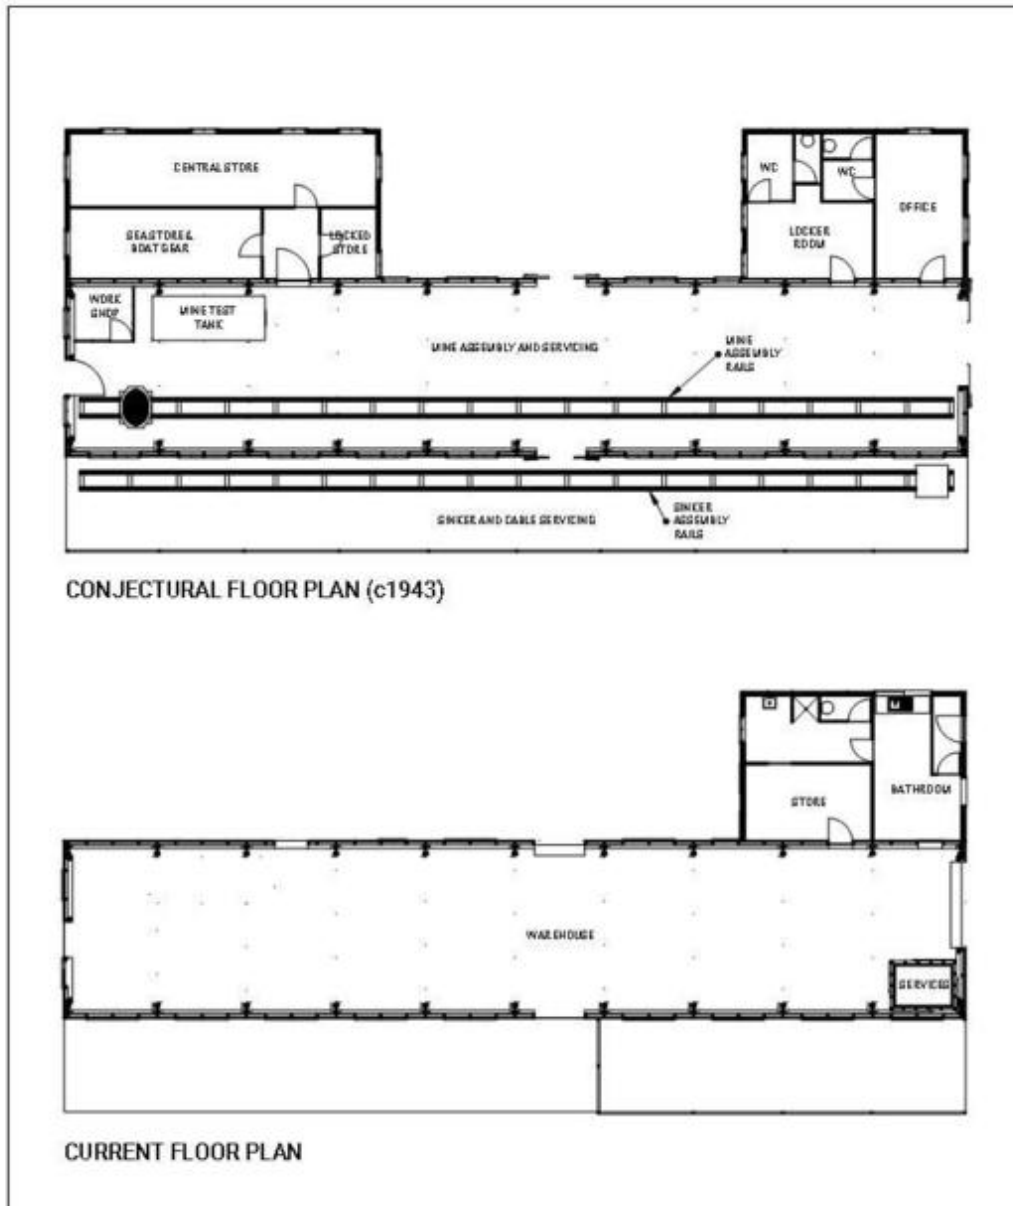 CENTRAL STORE
WC
WC
OFFICE
SEA STORE &
BOAT GEAR
LOCKED
STORE
LOCKER
ROOM
WORK
SHOP
MINE TEST
TANK
MINE ASSEMBLY AND SERVICING
MINE
ASSEMBLY
RAILS
SINKER AND CABLE SERVICING
SINKER
ASSEMBLY
RAILS
CONJECTURAL FLOOR PLAN (c1943)
STORE
BATHROOM
WAREHOUSE
SERVICES
CURRENT FLOOR PLAN